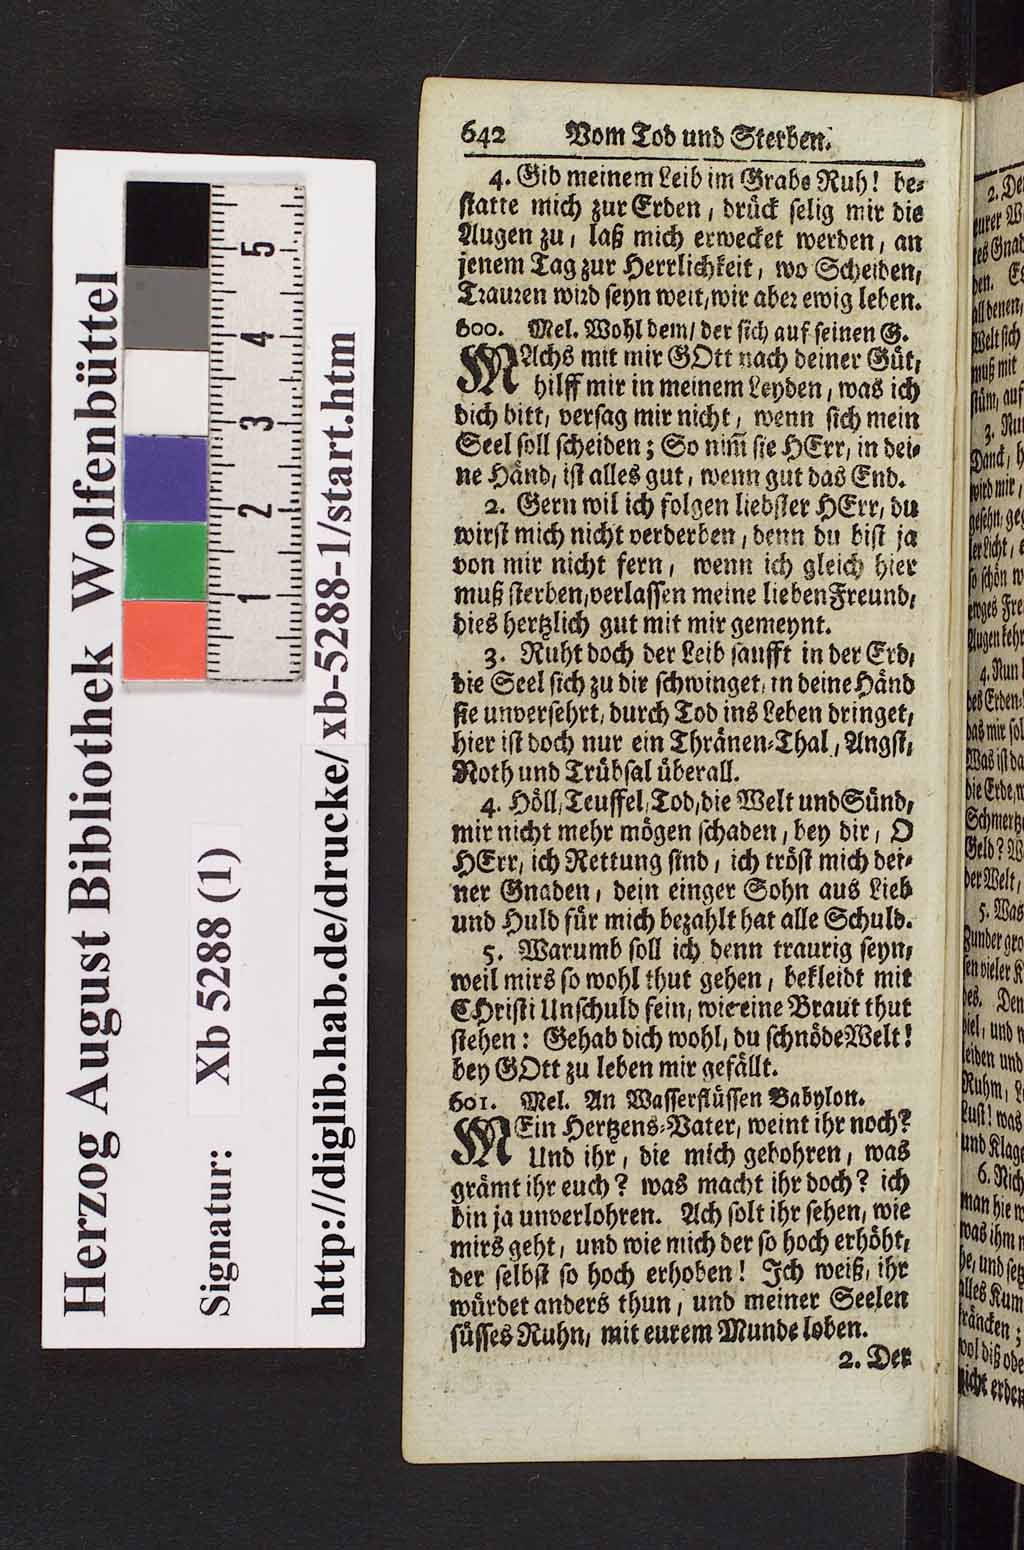 Herzog August Bibliothek Wolfenbüttel
Signatur: Xb 5288 (1)
http://diglib.hab.de/drucke/xb-5288-1/start.htm
5
4
3
2
1
642 Vom Tod und Sterben.
4. Gib meinem Leib im Grabe Ruh! be-
statte mich zur Erden, drück selig mir die
Augen zu, laß mich erwecket werden, an
jenem Tag zur Herrlichkeit, wo Scheiden,
Trauren wird seyn weit, wir aber ewig leben.
600. Mel. Wohl dem/ der sich auf seinen G.
MAchs mit mir GOtt nach deiner Güt,
hilff mir in meinem Leyden, was ich
dich bitt, versag mir nicht, wenn sich mein
Seel soll scheiden; So nim̃ sie HErr, in dei-
ne Händ, ist alles gut, wenn gut das End.
2. Gern wil ich folgen liebster HErr, du
wirst mich nicht verderben, denn du bist ja
von mir nicht fern, wenn ich gleich hier
muß sterben, verlassen meine lieben Freund,
dies hertzlich gut mit mir gemeynt.
3. Ruht doch der Leib saufft in der Erd,
die Seel sich zu dir schwinget, in deine Händ
sie unversehrt, durch Tod ins Leben dringet,
hier ist doch nur ein Thränen-Thal, Angst,
Noth und Trübsal überall.
4. Höll, Teuffel, Tod, die Welt und Sünd,
mir nicht mehr mögen schaden, bey dir, O
HErr, ich Rettung find, ich tröst mich dei-
ner Gnaden, dein einger Sohn aus Lieb
und Huld für mich bezahlt hat alle Schuld.
5. Warumb soll ich denn traurig seyn,
weil mirs so wohl thut gehen, bekleidt mit
CHristi Unschuld fein, wie eine Braut thut
stehen: Gehab dich wohl, du schnöde Welt!
bey GOtt zu leben mir gefällt.
601. Mel. An Wasserflüssen Babylon.
MEin Hertzens-Vater, weint ihr noch?
Und ihr, die mich gebohren, was
grämt ihr euch? was macht ihr doch? ich
bin ja unverlohren. Ach solt ihr sehen, wie
mirs geht, und wie mich der so hoch erhöht,
der selbst so hoch erhoben! Ich weiß, ihr
würdet anders thun, und meiner Seelen
süsses Ruhn, mit eurem Munde loben.
2. Der